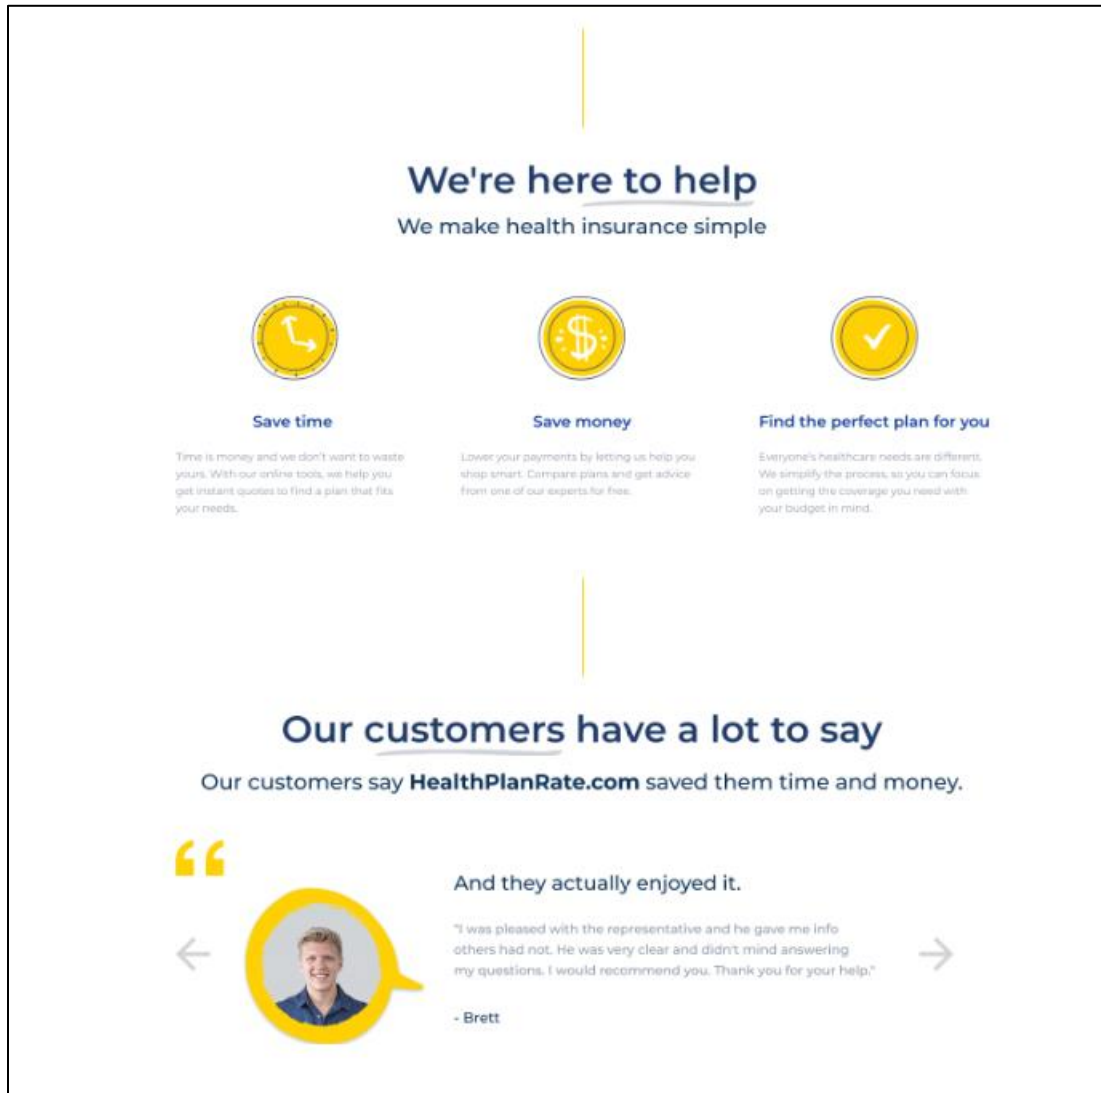 We're here to help
We make health insurance simple
Save time
Save money
Find the perfect plan for you
Time is money and we don't want to waste
yours. With our online tools, we help you
get instant quotes to find a plan that fits
your needs.
Lower your payments by letting us help you
shop smart. Compare plans and get advice
from one of our experts for free.
Everyone's healthcare needs are different.
We simplify the process, so you can focus
on getting the coverage you need with
your budget in mind.
Our customers have a lot to say
Our customers say HealthPlanRate.com saved them time and money.
And they actually enjoyed it.
"I was pleased with the representative and he gave me info
others had not. He was very clear and didn't mind answering
my questions. I would recommend you. Thank you for your help."
- Brett